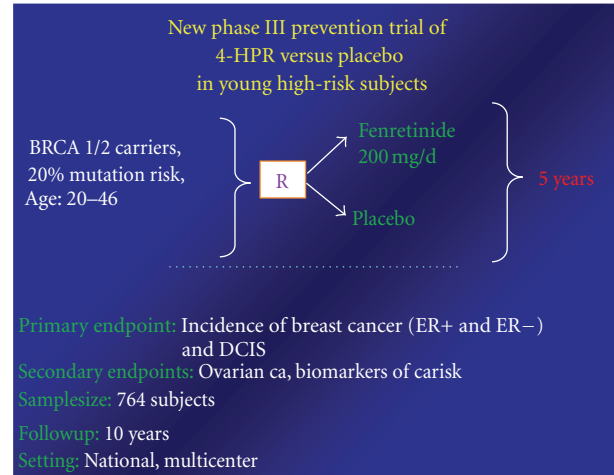 New phase III prevention trial of
4-HPR versus placebo
in young high-risk subjects
BRCA 1/2 carriers,
20% mutation risk,
Age: 20–46
R
Fenretinide
200 mg/d
Placebo
5 years
Primary endpoint: Incidence of breast cancer (ER+ and ER−)
and DCIS
Secondary endpoints: Ovarian ca, biomarkers of carisk
Samplesize: 764 subjects
Followup: 10 years
Setting: National, multicenter